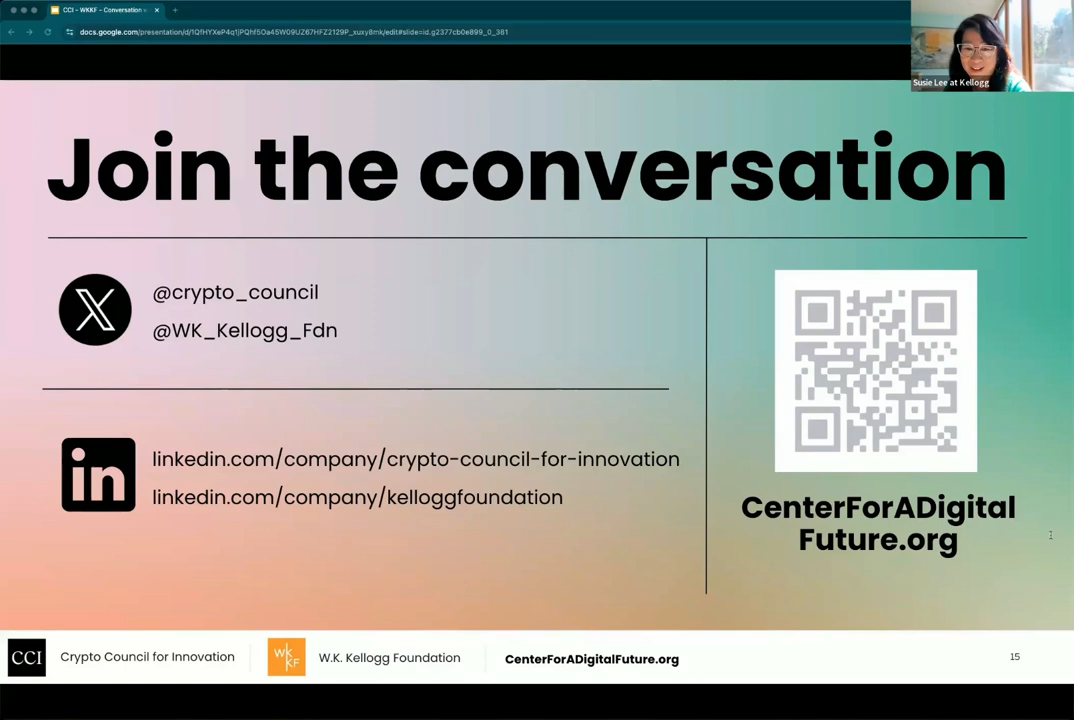 CCI – WKKF – Conversation
docs.google.com/presentation/d/1QfHYXeP4q1jPQhf5Oa45W09UZ67HFZ2129P_xuxy8mk/edit#slide=id.g2377cb0e899_0_381
Susie Lee at Kellogg
Join the conversation
@crypto_council
@WK_Kellogg_Fdn
linkedin.com/company/crypto-council-for-innovation
linkedin.com/company/kelloggfoundation
CenterForADigital
Future.org
CCI
Crypto Council for Innovation
WK
KF
W.K. Kellogg Foundation
CenterForADigitalFuture.org
15